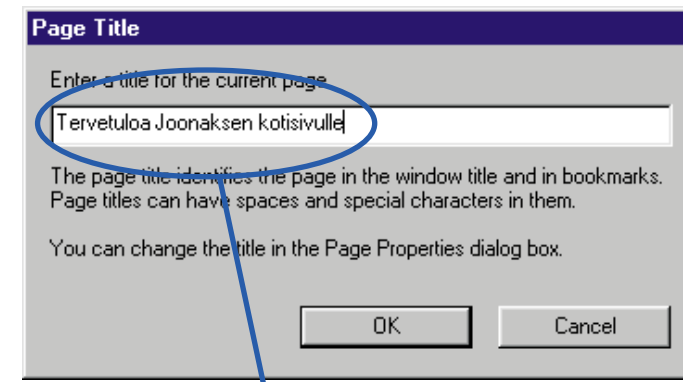 Page Title
Enter a title for the current page
Tervetuloa Joonaksen kotisivulle
The page title identifies the page in the window title and in bookmarks.
Page titles can have spaces and special characters in them.
You can change the title in the Page Properties dialog box.
OK
Cancel